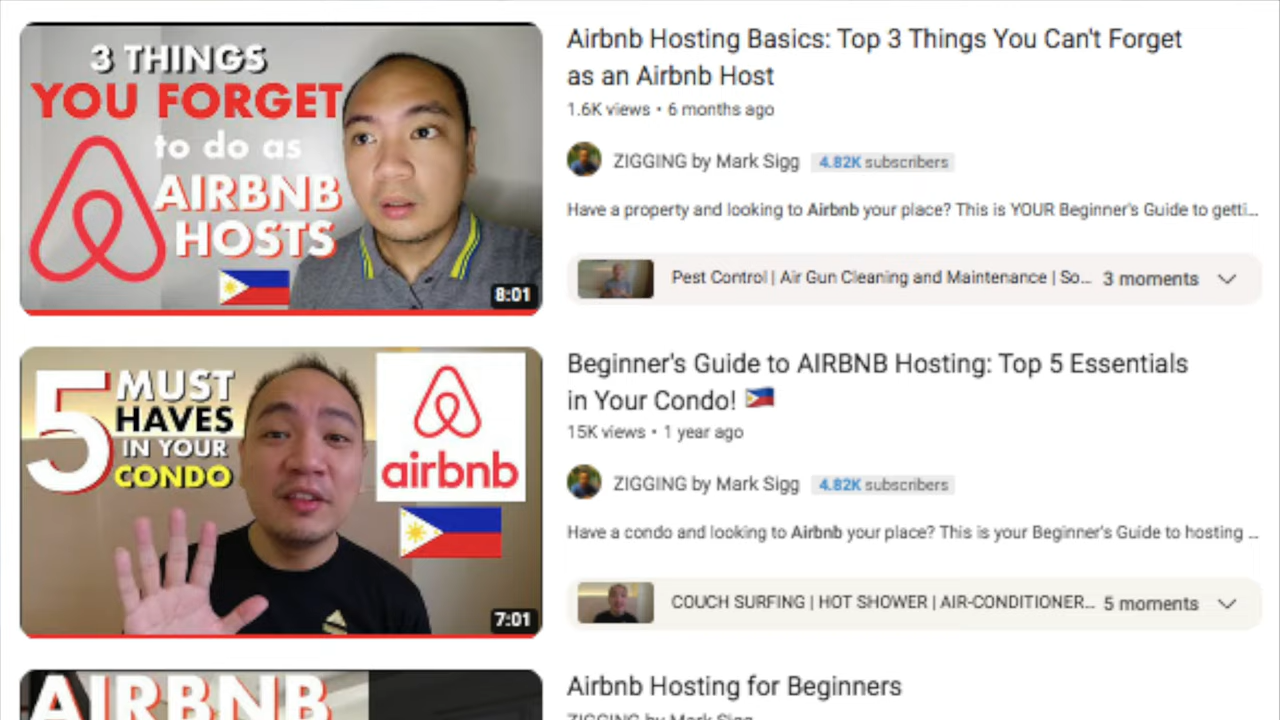 3 THINGS
YOU FORGET
to do as
AIRBNB
HOSTS
8:01
Airbnb Hosting Basics: Top 3 Things You Can't Forget
as an Airbnb Host
1.6K views • 6 months ago
ZIGGING by Mark Sigg 4.82K subscribers
Have a property and looking to Airbnb your place? This is YOUR Beginner's Guide to getti...
Pest Control | Air Gun Cleaning and Maintenance | So... 3 moments
5 MUST
HAVES
IN YOUR
CONDO
airbnb
7:01
Beginner's Guide to AIRBNB Hosting: Top 5 Essentials
in Your Condo! 🇵🇭
15K views • 1 year ago
ZIGGING by Mark Sigg 4.82K subscribers
Have a condo and looking to Airbnb your place? This is your Beginner's Guide to hosting ...
COUCH SURFING | HOT SHOWER | AIR-CONDITIONER... 5 moments
AIRBNB
Airbnb Hosting for Beginners
ZIGGING by Mark Sigg